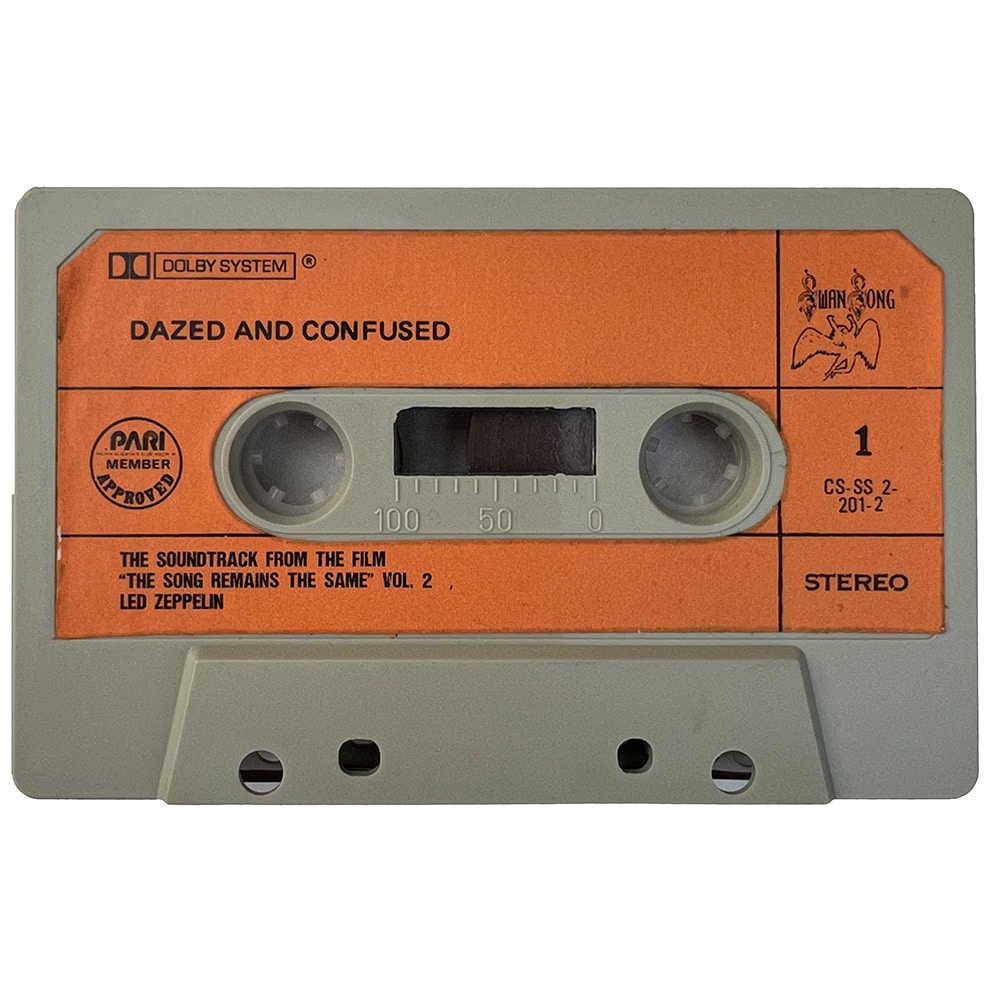 DOLBY SYSTEM ®
DAZED AND CONFUSED
SWAN SONG
PARI
MEMBER
APPROVED
1
CS-SS 2-
201-2
100 50 0
THE SOUNDTRACK FROM THE FILM
"THE SONG REMAINS THE SAME" VOL. 2
LED ZEPPELIN
STEREO